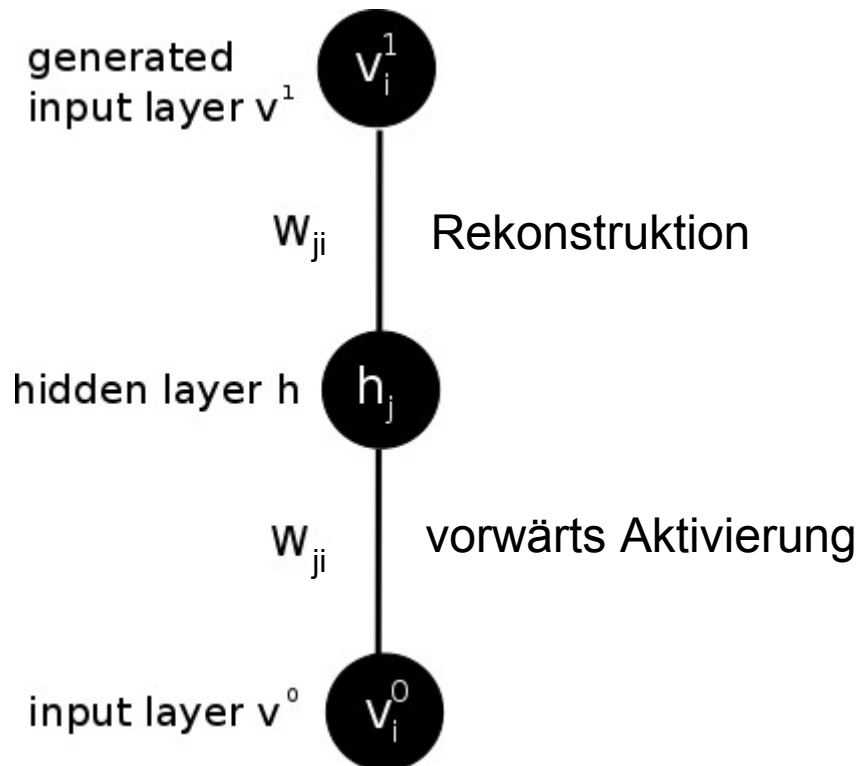 generated
input layer v¹
v¹ᵢ
wⱼᵢ
Rekonstruktion
hidden layer h
hⱼ
wⱼᵢ
vorwärts Aktivierung
input layer v⁰
v⁰ᵢ